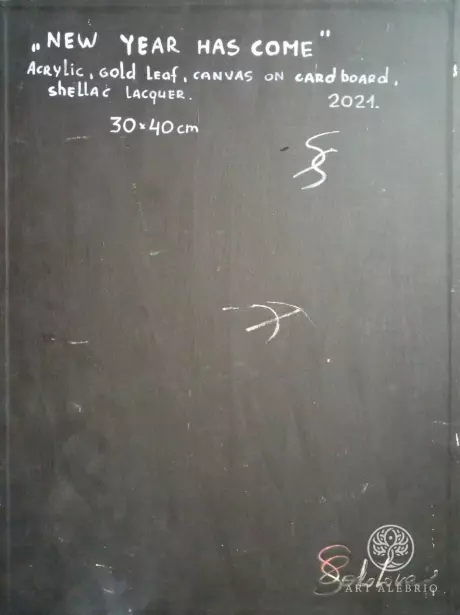 „NEW YEAR HAS COME"
Acrylic, Gold Leaf, CANVAS ON CARDBOARD,
shellac LACQUER.
2021.
30×40cm
ART ALEBRIO